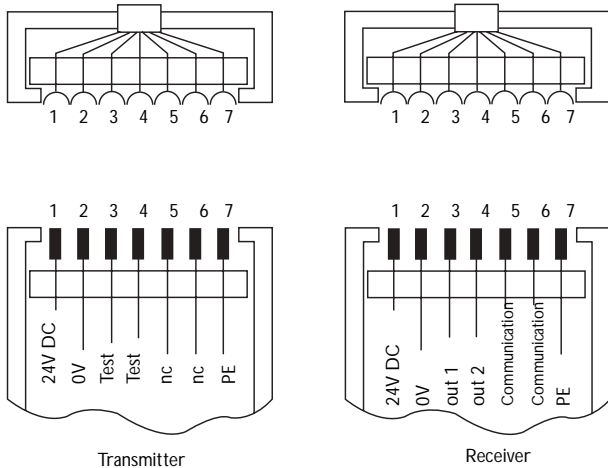 1 2 3 4 5 6 7
1 2 3 4 5 6 7
1 2 3 4 5 6 7
24V DC
0V
Test
Test
nc
nc
PE
Transmitter
1 2 3 4 5 6 7
24V DC
0V
out 1
out 2
Communication
Communication
PE
Receiver